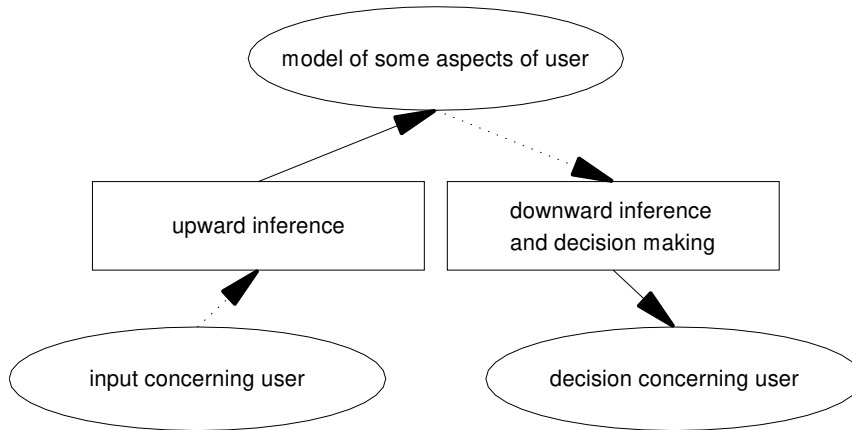 model of some aspects of user
upward inference
downward inference
and decision making
input concerning user
decision concerning user